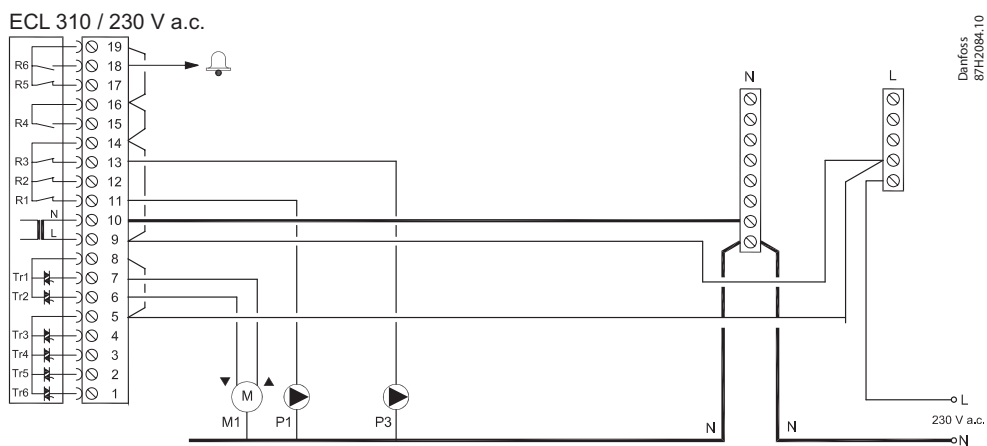 ECL 310 / 230 V a.c.
Danfoss
87H2084.10
19
R6 18
R5 17
16
R4 15
14
R3 13
R2 12
R1 11
N 10
L 9
8
Tr1 7
Tr2 6
5
Tr3 4
Tr4 3
Tr5 2
Tr6 1
N
L
M
M1
P1
P3
N
N
L
230 V a.c.
N